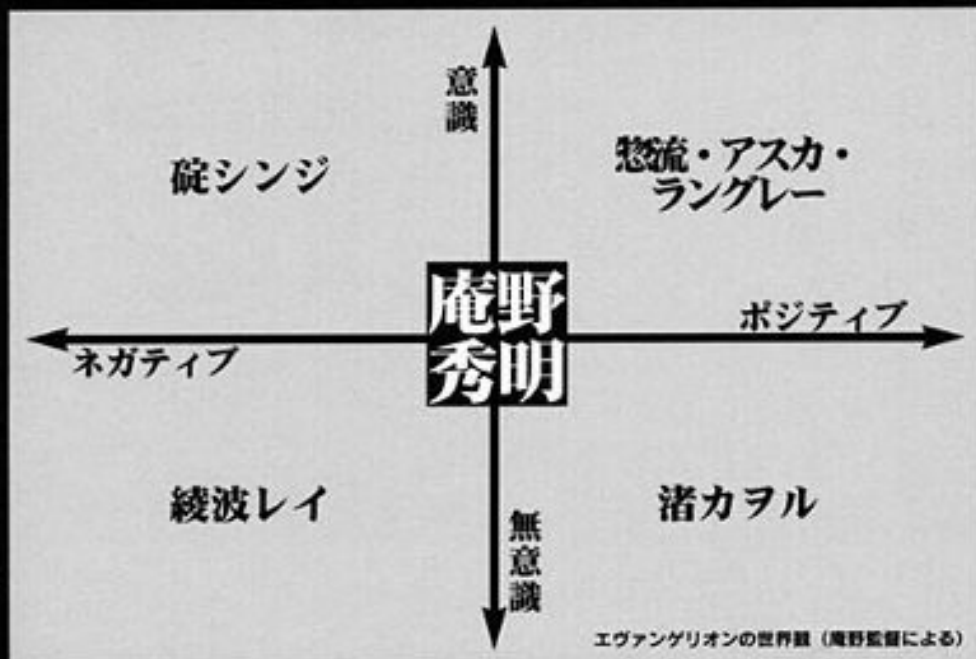 意識
碇シンジ
惣流・アスカ・
ラングレー
庵野
秀明
ポジティブ
ネガティブ
綾波レイ
渚カヲル
無意識
エヴァンゲリオンの世界観(庵野監督による)